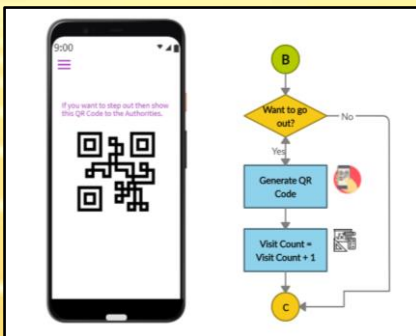 9:00
If you want to step out then show
this QR Code to the Authorities.
B
Want to go
out?
No
Yes
Generate QR
Code
Visit Count =
Visit Count + 1
C